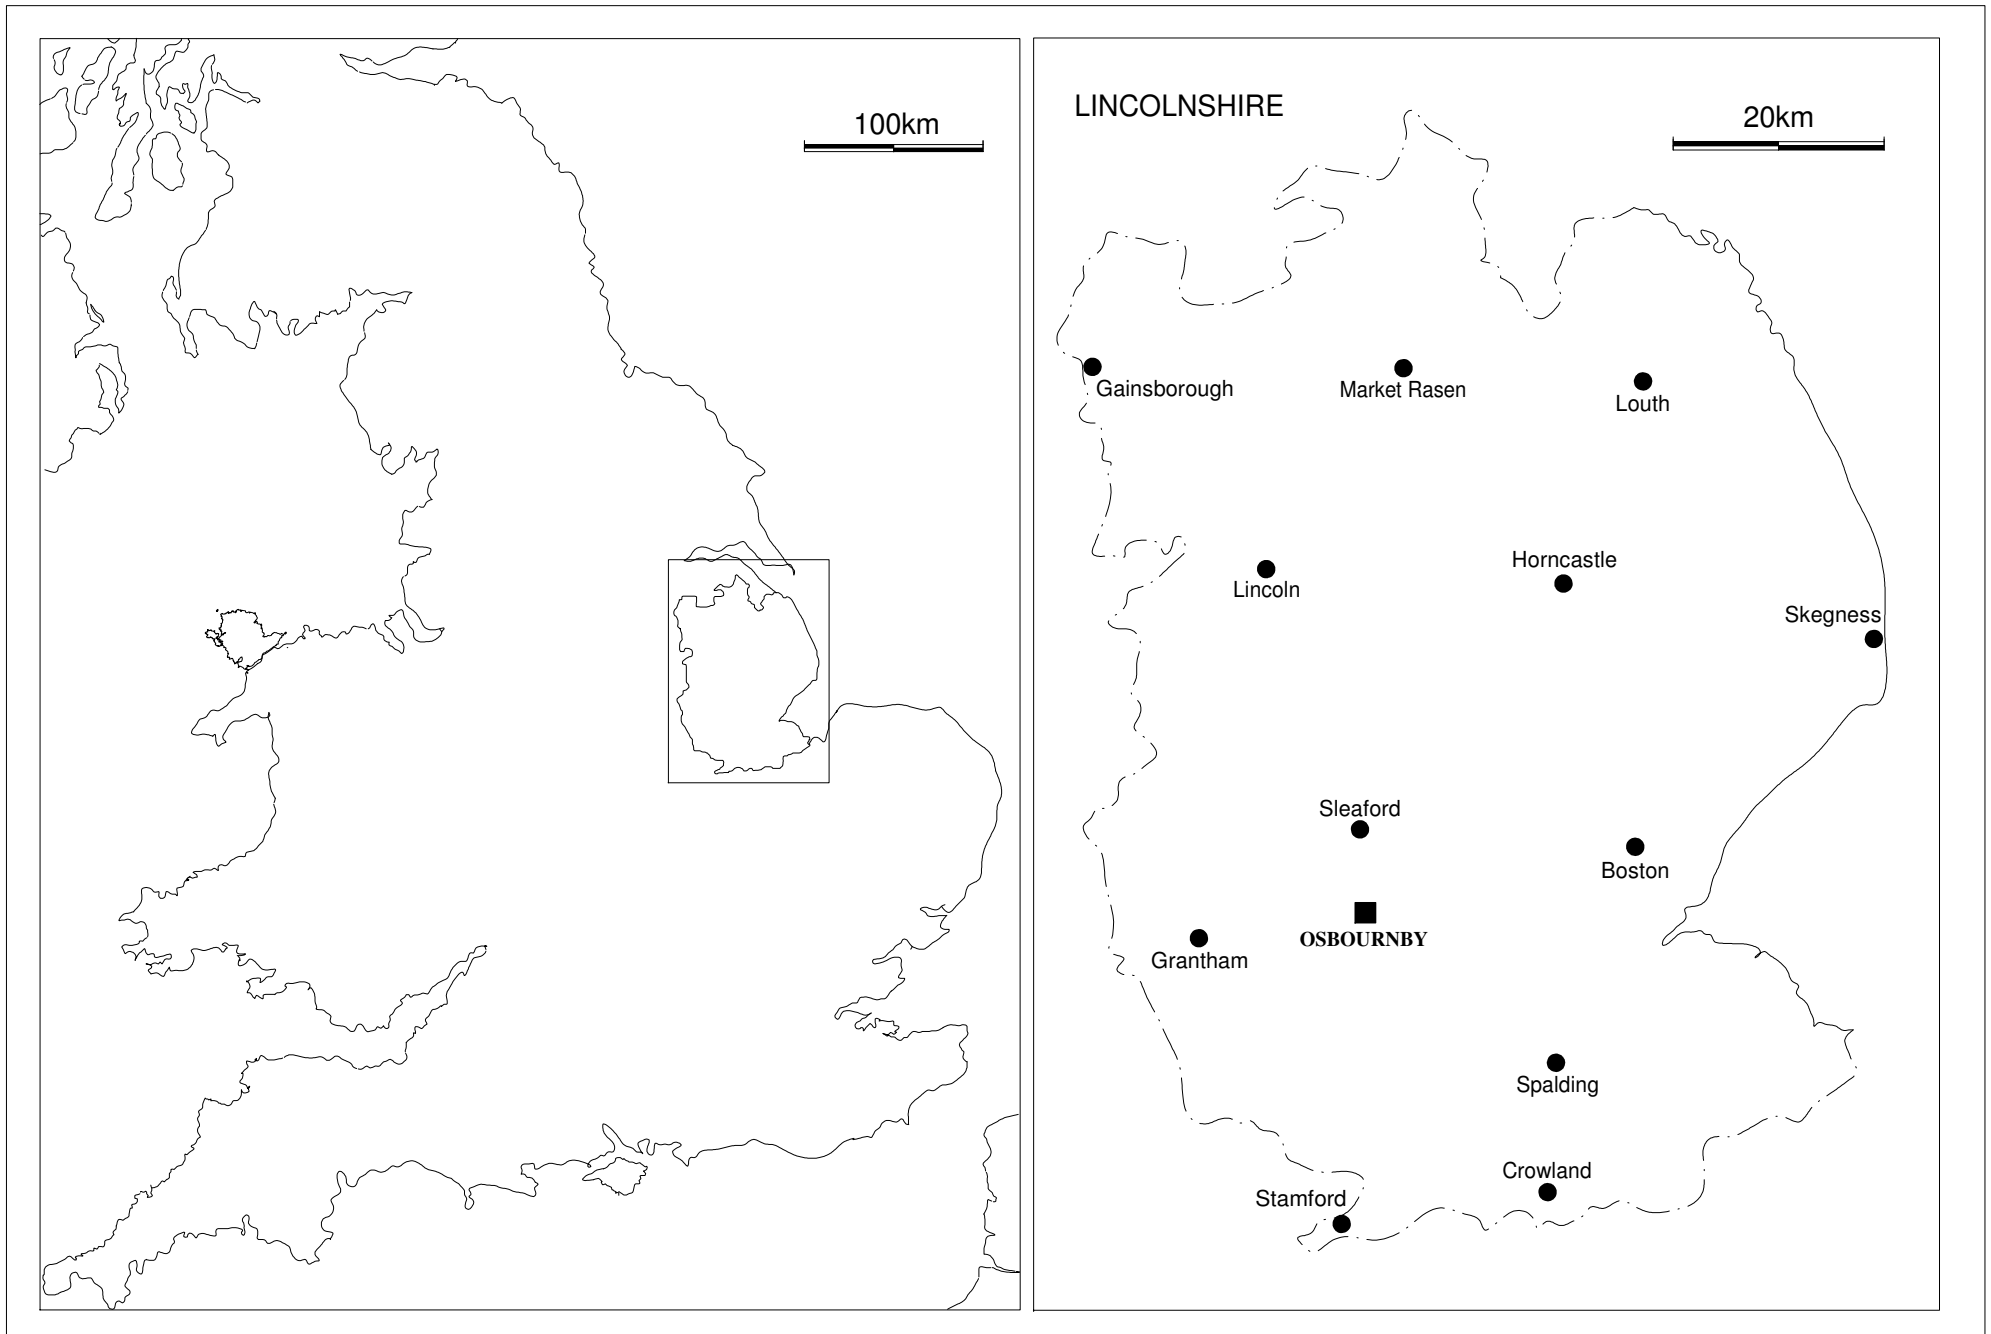 100km
LINCOLNSHIRE
20km
Gainsborough
Market Rasen
Louth
Horncastle
Lincoln
Skegness
Sleaford
Boston
OSBOURNBY
Grantham
Spalding
Crowland
Stamford